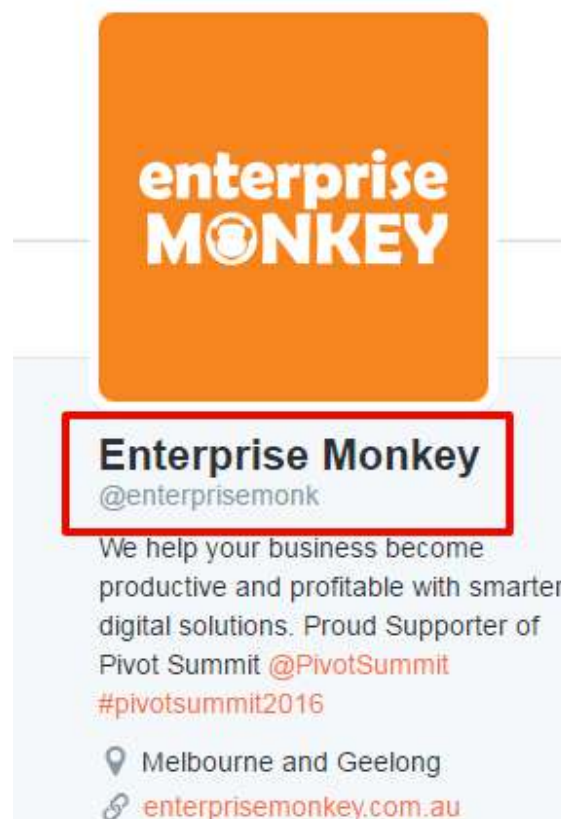 enterprise
MONKEY
Enterprise Monkey
@enterprisemonk
We help your business become
productive and profitable with smarter
digital solutions. Proud Supporter of
Pivot Summit @PivotSummit
#pivotsummit2016
Melbourne and Geelong
enterprisemonkey.com.au